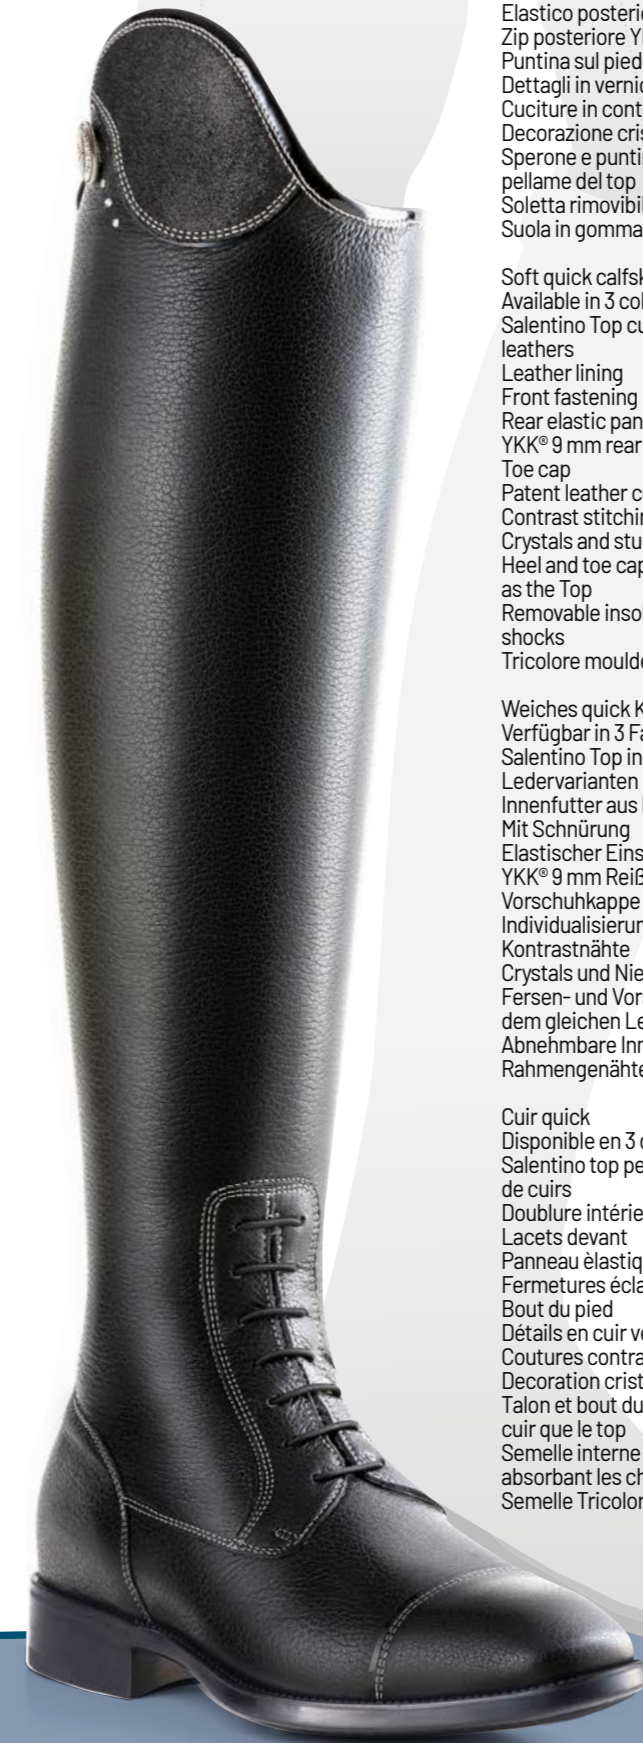 Elastico posterio
Zip posteriore Y
Puntina sul pied
Dettagli in vernic
Cuciture in cont
Decorazione cris
Sperone e punti
pellame del top
Soletta rimovibi
Suola in gomma

Soft quick calfsk
Available in 3 col
Salentino Top cu
leathers
Leather lining
Front fastening
Rear elastic pan
YKK® 9 mm rear
Toe cap
Patent leather c
Contrast stitchi
Crystals and stu
Heel and toe cap
as the Top
Removable inso
shocks
Tricolore moulde

Weiches quick K
Verfügbar in 3 Fa
Salentino Top in
Ledervarianten
Innenfutter aus
Mit Schnürung
Elastischer Eins
YKK® 9 mm Reiß
Vorschuhkappe
Individualisierun
Kontrastnähte
Crystals und Nie
Fersen- und Vor
dem gleichen Le
Abnehmbare Inn
Rahmengenähte

Cuir quick
Disponible en 3 c
Salentino top pe
de cuirs
Doublure intérie
Lacets devant
Panneau èlastiq
Fermetures écla
Bout du pied
Détails en cuir ve
Coutures contra
Decoration crist
Talon et bout du
cuir que le top
Semelle interne
absorbant les ch
Semelle Tricolor